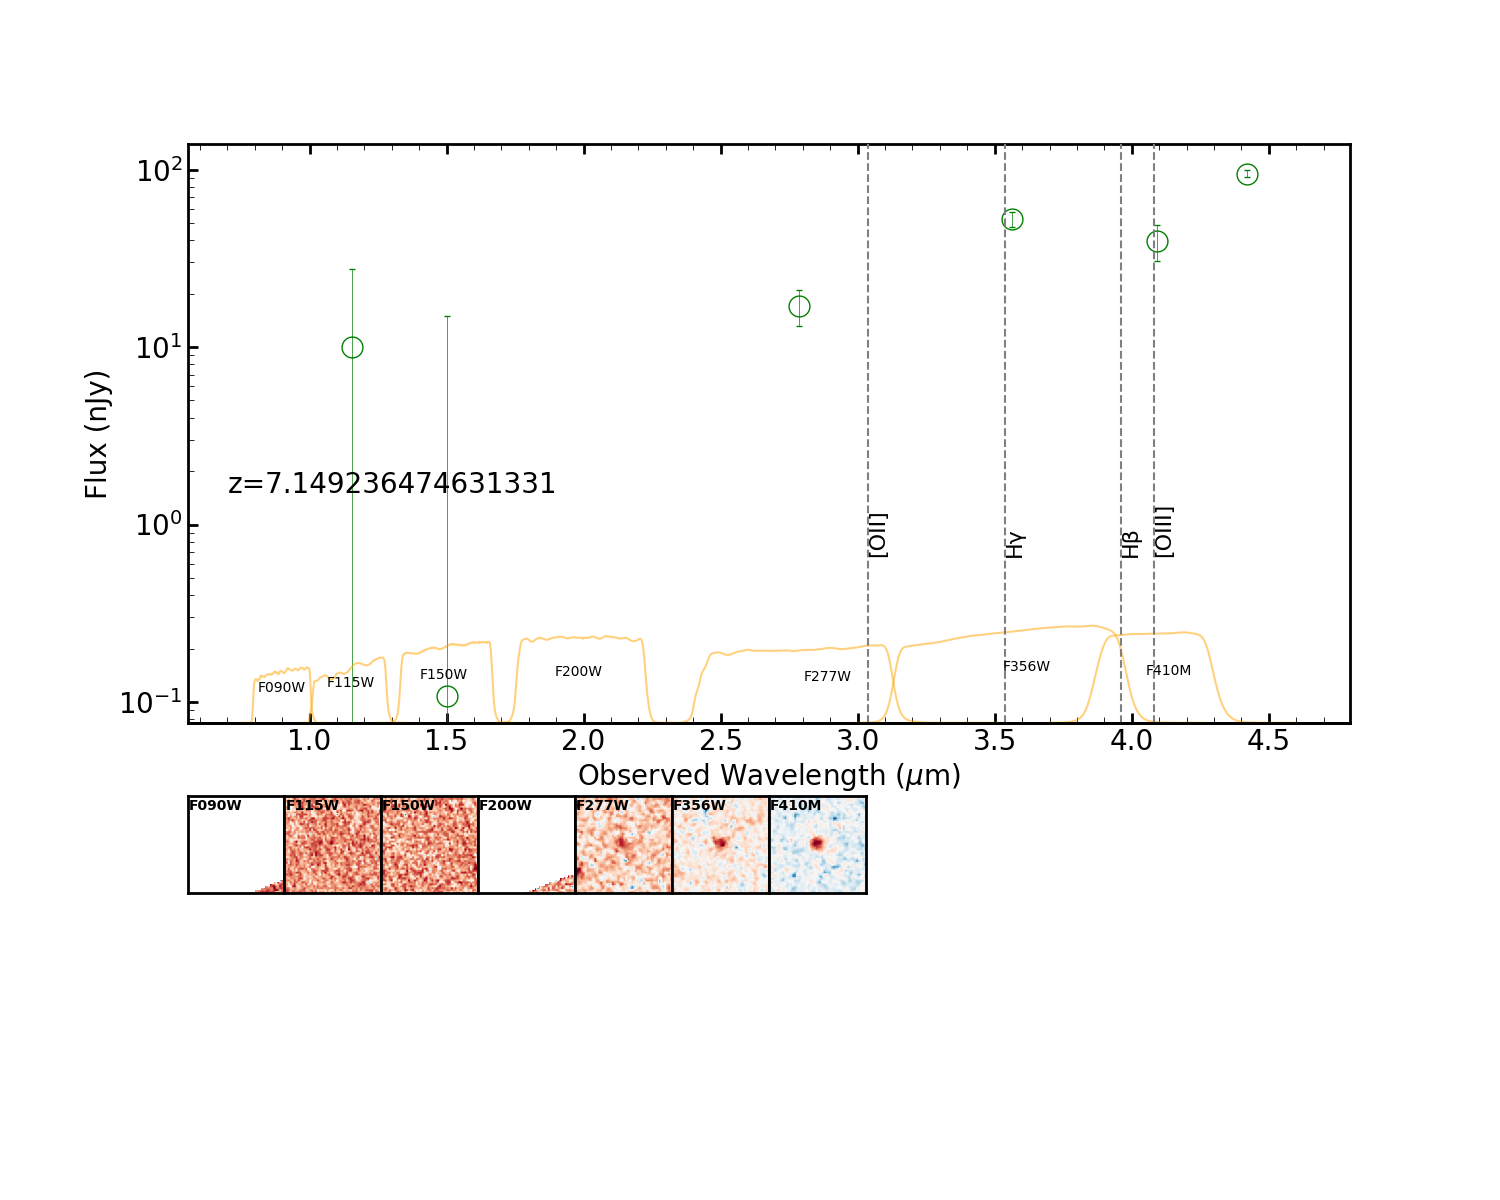 10²
10¹
10⁰
10⁻¹
Flux (nJy)
z=7.149236474631331
[OII]
Hγ
Hβ
[OIII]
F090W
F115W
F150W
F200W
F277W
F356W
F410M
1.0 1.5 2.0 2.5 3.0 3.5 4.0 4.5
Observed Wavelength (μm)
F090W F115W F150W F200W F277W F356W F410M